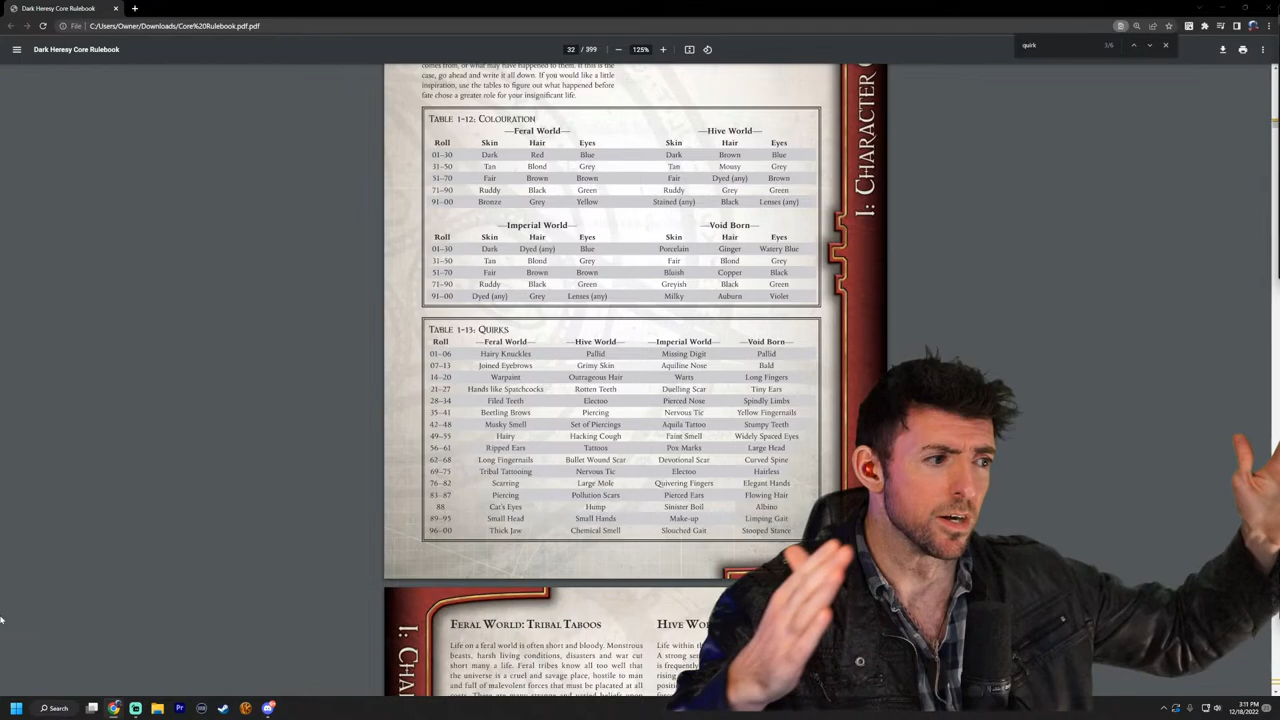 Dark Heresy Core Rulebook
C:/Users/Owner/Downloads/Core%20Rulebook.pdf.pdf
quirk 3/6
Dark Heresy Core Rulebook 32 / 399 125%
comes from, or what may have happened to them. If this is the
case, go ahead and write it all down. If you would like a little
inspiration, use the tables to figure out what happened before
fate chose a greater role for your insignificant life.
I: CHARACTER
TABLE 1-12: COLOURATION
—Feral World— —Hive World—
Roll Skin Hair Eyes Skin Hair Eyes
01–30 Dark Red Blue Dark Brown Blue
31–50 Tan Blond Grey Tan Mousy Grey
51–70 Fair Brown Brown Fair Dyed (any) Brown
71–90 Ruddy Black Green Ruddy Grey Green
91–00 Bronze Grey Yellow Stained (any) Black Lenses (any)
—Imperial World— —Void Born—
Roll Skin Hair Eyes Skin Hair Eyes
01–30 Dark Dyed (any) Blue Porcelain Ginger Watery Blue
31–50 Tan Blond Grey Fair Blond Grey
51–70 Fair Brown Brown Bluish Copper Black
71–90 Ruddy Black Green Greyish Black Green
91–00 Dyed (any) Grey Lenses (any) Milky Auburn Violet
TABLE 1-13: QUIRKS
Roll —Feral World— —Hive World— —Imperial World— —Void Born—
01–06 Hairy Knuckles Pallid Missing Digit Pallid
07–13 Joined Eyebrows Grimy Skin Aquiline Nose Bald
14–20 Warpaint Outrageous Hair Warts Long Fingers
21–27 Hands like Spatchcocks Rotten Teeth Duelling Scar Tiny Ears
28–34 Filed Teeth Electoo Pierced Nose Spindly Limbs
35–41 Beetling Brows Piercing Nervous Tic Yellow Fingernails
42–48 Musky Smell Set of Piercings Aquila Tattoo Stumpy Teeth
49–55 Hairy Hacking Cough Faint Smell Widely Spaced Eyes
56–61 Ripped Ears Tattoos Pox Marks Large Head
62–68 Long Fingernails Bullet Wound Scar Devotional Scar Curved Spine
69–75 Tribal Tattooing Nervous Tic Electoo Hairless
76–82 Scarring Large Mole Quivering Fingers Elegant Hands
83–87 Piercing Pollution Scars Pierced Ears Flowing Hair
88 Cat's Eyes Hump Sinister Boil Albino
89–95 Small Head Small Hands Make-up Limping Gait
96–00 Thick Jaw Chemical Smell Slouched Gait Stooped Stance
I: CHA
FERAL WORLD: TRIBAL TABOOS
Life on a feral world is often short and bloody. Monstrous
beasts, harsh living conditions, disasters and war cut
short many a life. Feral tribes know all too well that
the universe is a cruel and savage place, hostile to man
and full of malevolent forces that must be placated at all
HIVE WO
Life within t
A strong sen
is frequently
rising
positio
Search
3:11 PM
12/18/2022